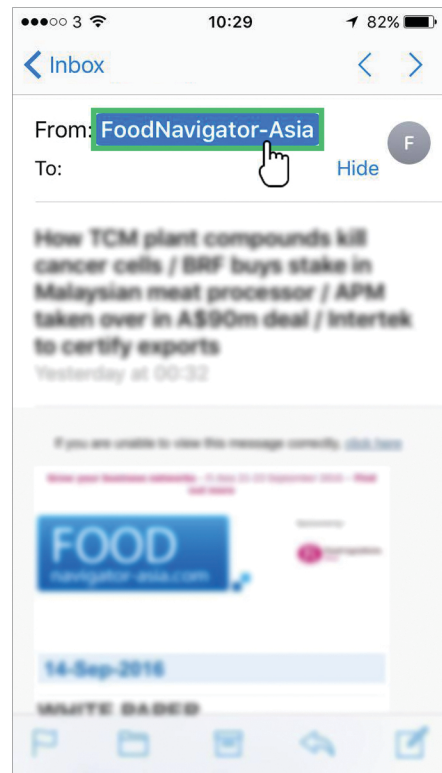 3 10:29 82%
Inbox
From: FoodNavigator-Asia
F
To:
Hide
How TCM plant compounds kill
cancer cells / BRF buys stake in
Malaysian meat processor / APM
taken over in A$90m deal / Intertek
to certify exports
Yesterday at 00:32
If you are unable to view this message correctly, click here
FOOD
navigator-asia.com
14-Sep-2016
WHITE PAPER